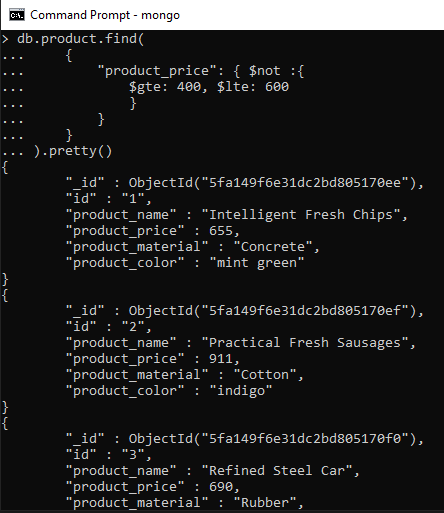 Command Prompt - mongo
> db.product.find(
...     {
...         "product_price": { $not :{
...             $gte: 400, $lte: 600
...             }
...         }
...     }
... ).pretty()
{
        "_id" : ObjectId("5fa149f6e31dc2bd805170ee"),
        "id" : "1",
        "product_name" : "Intelligent Fresh Chips",
        "product_price" : 655,
        "product_material" : "Concrete",
        "product_color" : "mint green"
}
{
        "_id" : ObjectId("5fa149f6e31dc2bd805170ef"),
        "id" : "2",
        "product_name" : "Practical Fresh Sausages",
        "product_price" : 911,
        "product_material" : "Cotton",
        "product_color" : "indigo"
}
{
        "_id" : ObjectId("5fa149f6e31dc2bd805170f0"),
        "id" : "3",
        "product_name" : "Refined Steel Car",
        "product_price" : 690,
        "product_material" : "Rubber",